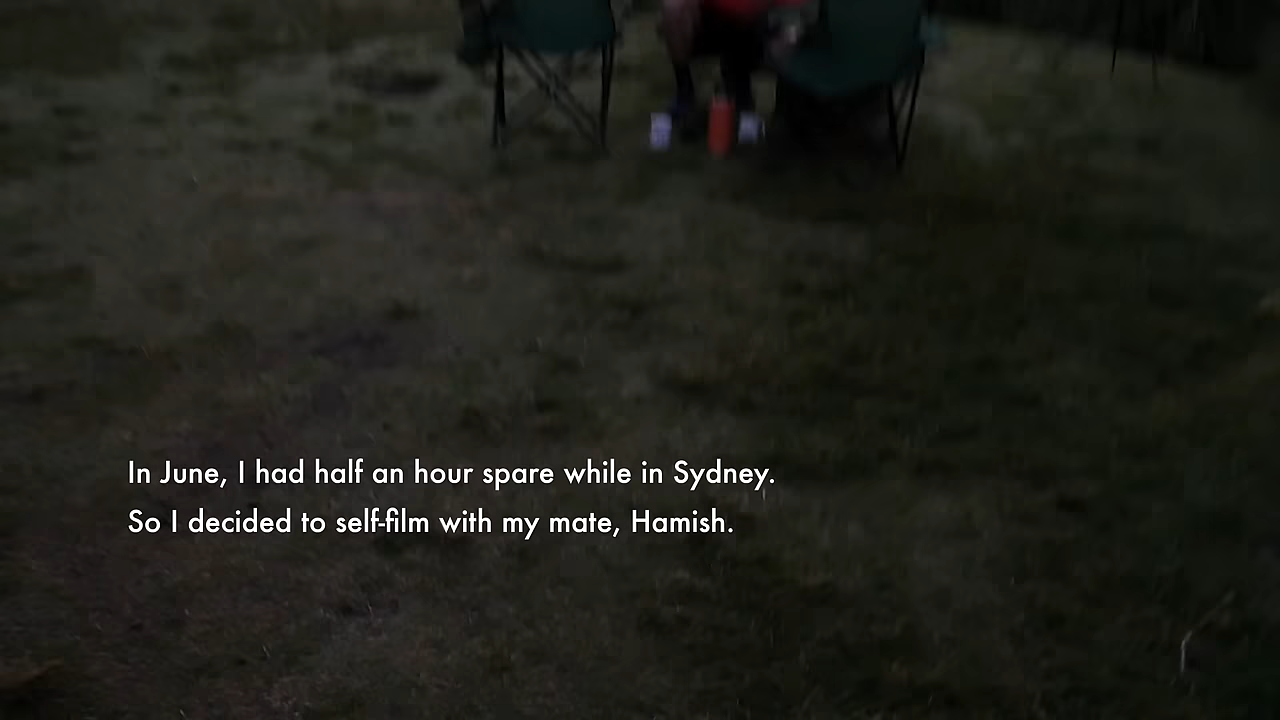 In June, I had half an hour spare while in Sydney.
So I decided to self-film with my mate, Hamish.